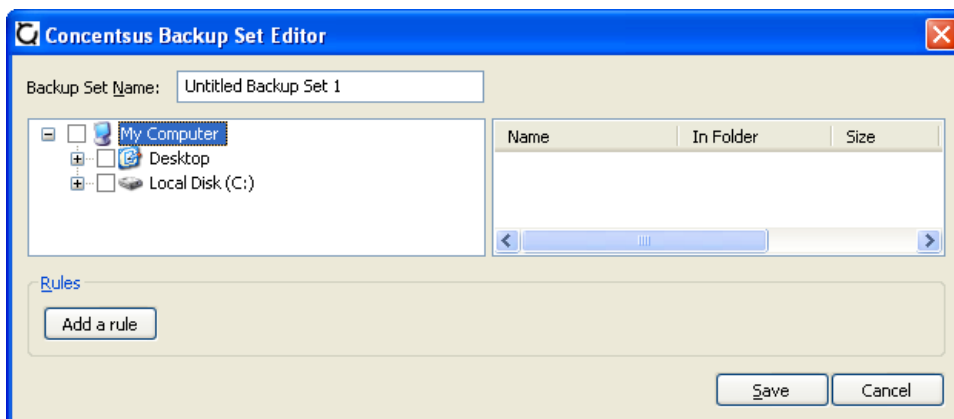 Concentsus Backup Set Editor
Backup Set Name: Untitled Backup Set 1
My Computer
Desktop
Local Disk (C:)
Name In Folder Size
Rules
Add a rule
Save Cancel